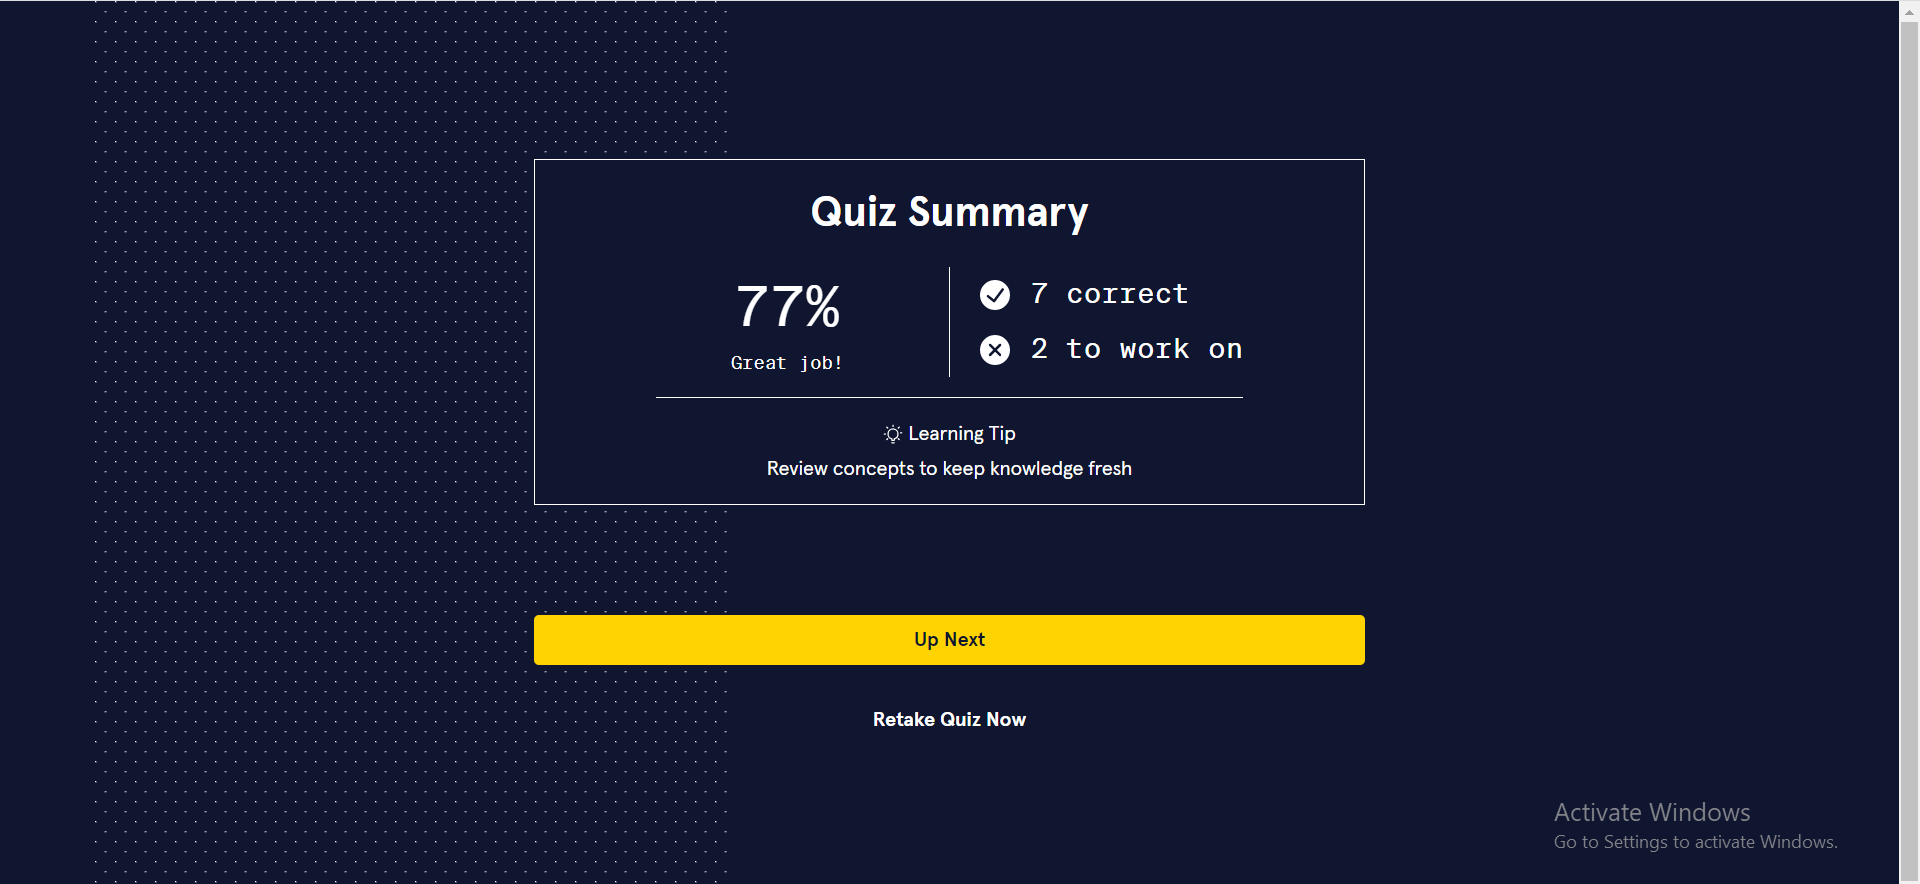 Quiz Summary
77%
Great job!
7 correct
2 to work on
Learning Tip
Review concepts to keep knowledge fresh
Up Next
Retake Quiz Now
Activate Windows
Go to Settings to activate Windows.